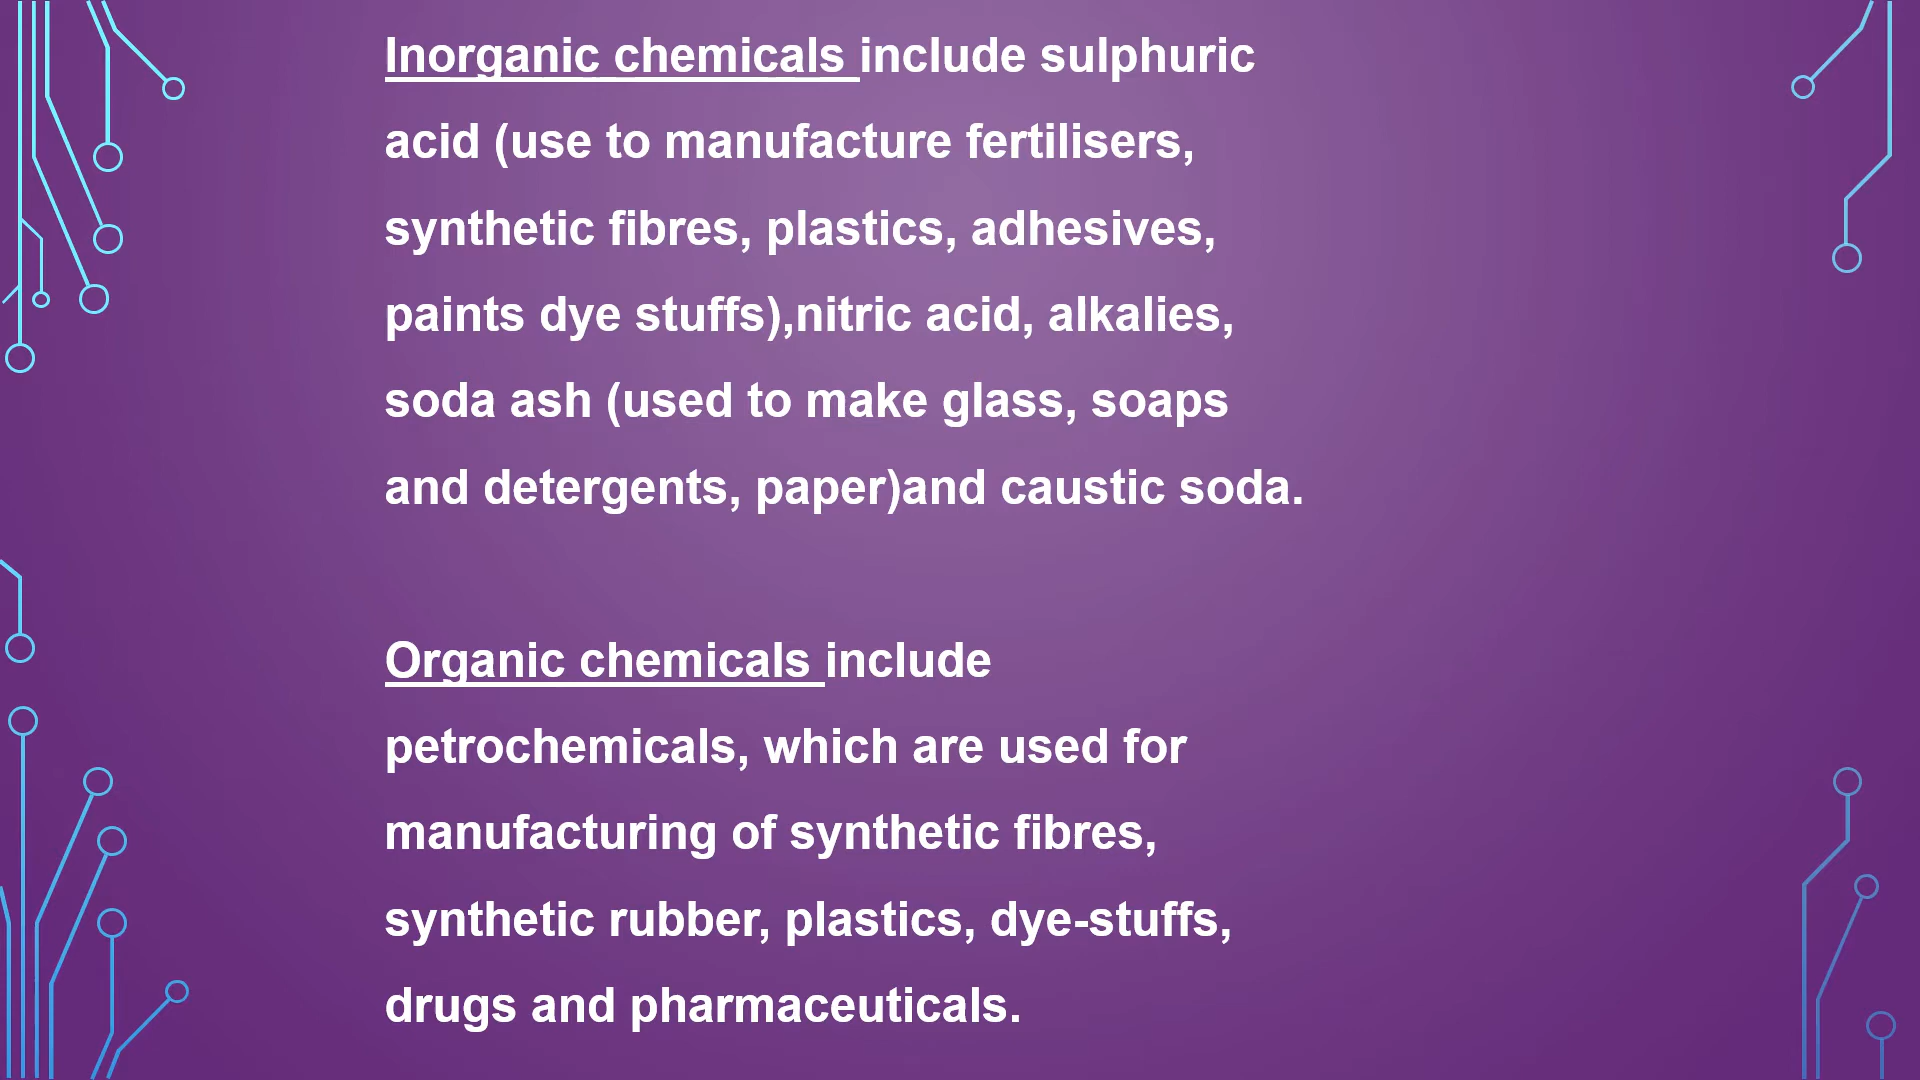 Inorganic chemicals include sulphuric
acid (use to manufacture fertilisers,
synthetic fibres, plastics, adhesives,
paints dye stuffs),nitric acid, alkalies,
soda ash (used to make glass, soaps
and detergents, paper)and caustic soda.
Organic chemicals include
petrochemicals, which are used for
manufacturing of synthetic fibres,
synthetic rubber, plastics, dye-stuffs,
drugs and pharmaceuticals.